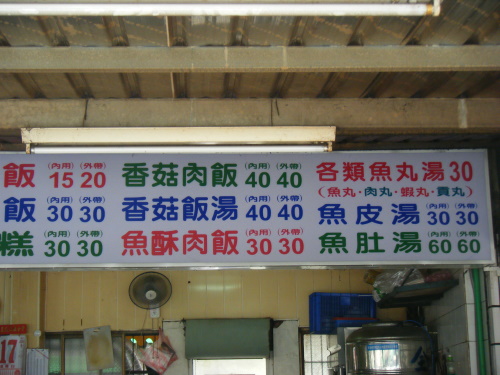 飯 (內用)15 (外帶)20 香菇肉飯 (內用)40 (外帶)40 各類魚丸湯30
(魚丸·肉丸·蝦丸·貢丸)
飯 (內用)30 (外帶)30 香菇飯湯 (內用)40 (外帶)40 魚皮湯 (內用)30 (外帶)30
糕 (內用)30 (外帶)30 魚酥肉飯 (內用)30 (外帶)30 魚肚湯 (內用)60 (外帶)60
17